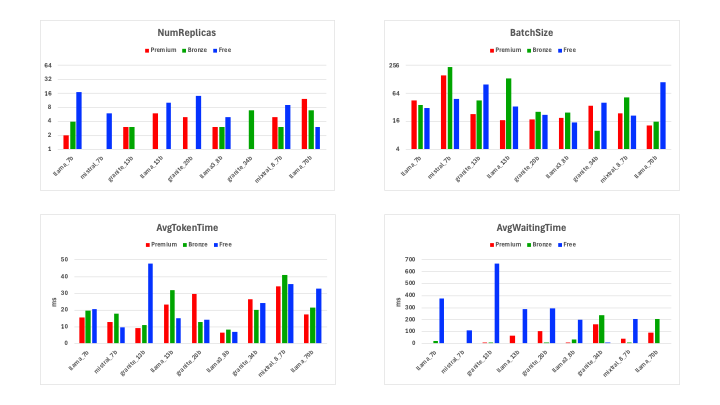 NumReplicas
Premium Bronze Free
64
32
16
8
4
2
1
llama_7b mistral_7b granite_13b llama_13b granite_20b llama3_8b granite_34b mixtral_8_7b llama_70b
BatchSize
Premium Bronze Free
256
64
16
4
llama_7b mistral_7b granite_13b llama_13b granite_20b llama3_8b granite_34b mixtral_8_7b llama_70b
AvgTokenTime
Premium Bronze Free
50
40
30
20
10
0
ms
llama_7b mistral_7b granite_13b llama_13b granite_20b llama3_8b granite_34b mixtral_8_7b llama_70b
AvgWaitingTime
Premium Bronze Free
700
600
500
400
300
200
100
0
ms
llama_7b mistral_7b granite_13b llama_13b granite_20b llama3_8b granite_34b mixtral_8_7b llama_70b